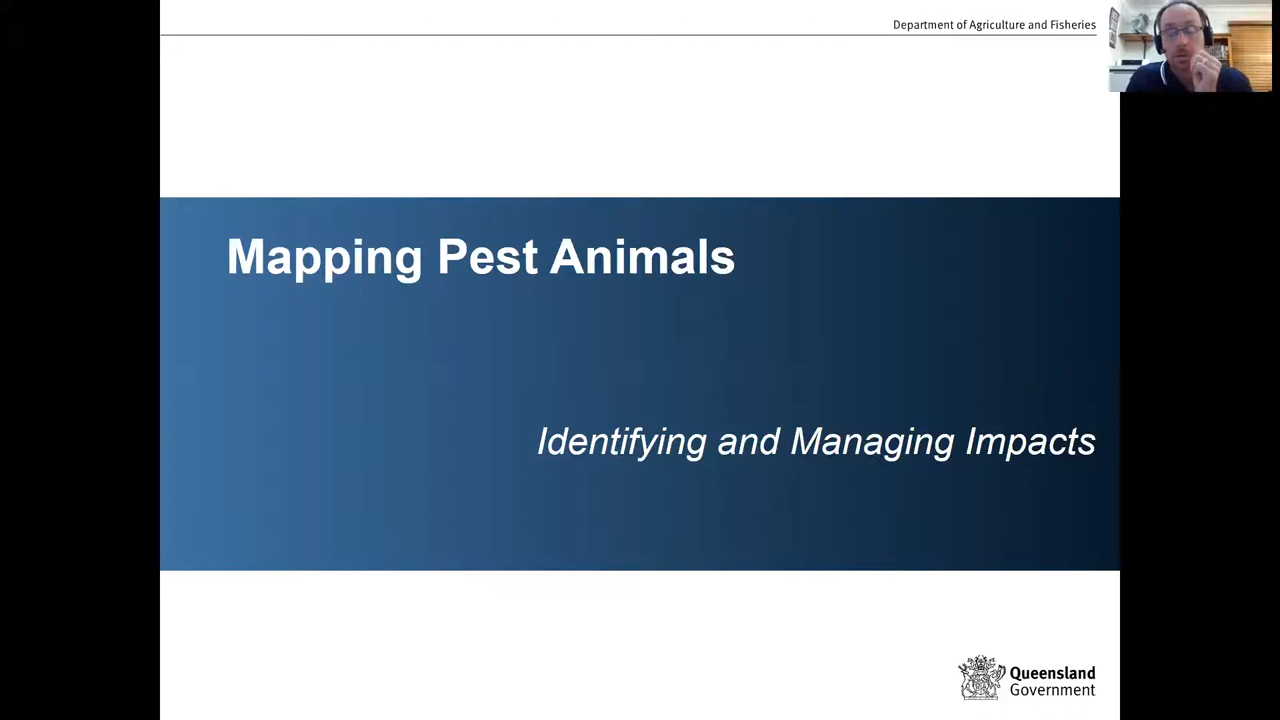 Department of Agriculture and Fisheries
Mapping Pest Animals
Identifying and Managing Impacts
Queensland
Government